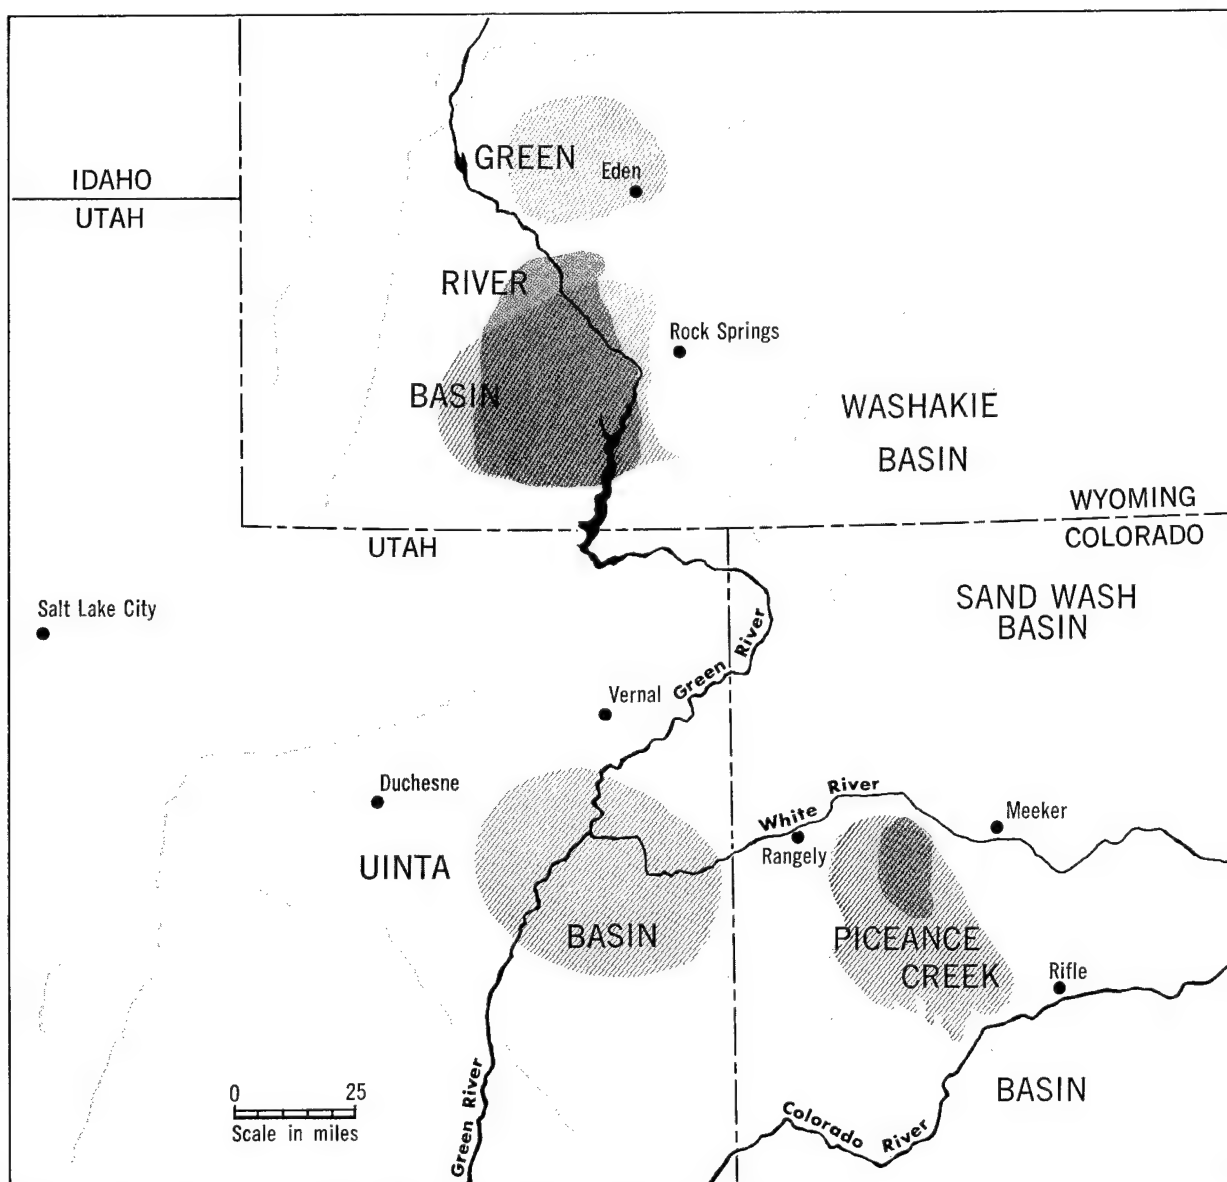 GREEN
Eden
IDAHO
UTAH
RIVER
Rock Springs
BASIN
WASHAKIE
BASIN
WYOMING
COLORADO
UTAH
SAND WASH
BASIN
Salt Lake City
Green River
Vernal
Duchesne
White River
Meeker
Rangely
UINTA
BASIN
PICEANCE
CREEK
Rifle
BASIN
0 25
Scale in miles
Green River
Colorado River